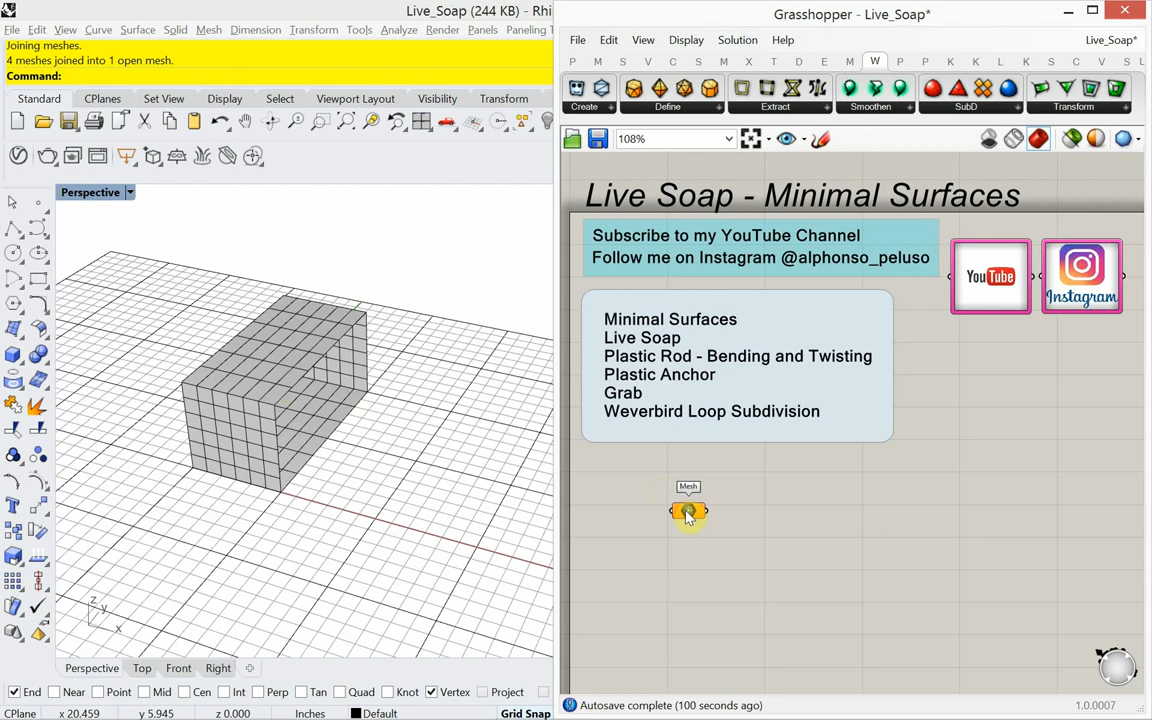 Live_Soap (244 KB) - Rhi
Grasshopper - Live_Soap*
File Edit View Curve Surface Solid Mesh Dimension Transform Tools Analyze Render Panels Paneling
File Edit View Display Solution Help
Live_Soap*
Joining meshes.
4 meshes joined into 1 open mesh.
Command:
P M S V C S T M D W P P K K L K C V S L
Standard CPlanes Set View Display Select Viewport Layout Visibility Transform
Create Define Extract Smoothen SubD Transform
108%
Perspective
Live Soap - Minimal Surfaces
Subscribe to my YouTube Channel
Follow me on Instagram @alphonso_peluso
YouTube
Instagram
Minimal Surfaces
Live Soap
Plastic Rod - Bending and Twisting
Plastic Anchor
Grab
Weverbird Loop Subdivision
Mesh
z
y
x
Perspective Top Front Right
End Near Point Mid Cen Int Perp Tan Quad Knot Vertex Project
CPlane x 20.459 y 5.945 z 0.000 Inches Default Grid Snap
Autosave complete (100 seconds ago)
1.0.0007